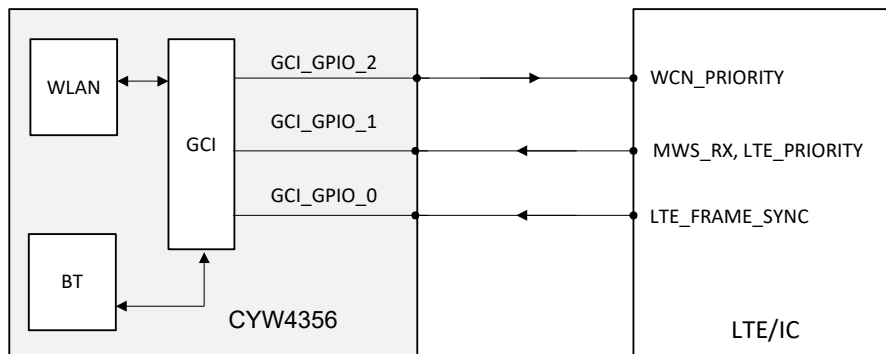 GCI_GPIO_2
WLAN
WCN_PRIORITY
GCI_GPIO_1
GCI
MWS_RX, LTE_PRIORITY
GCI_GPIO_0
LTE_FRAME_SYNC
BT
CYW4356
LTE/IC